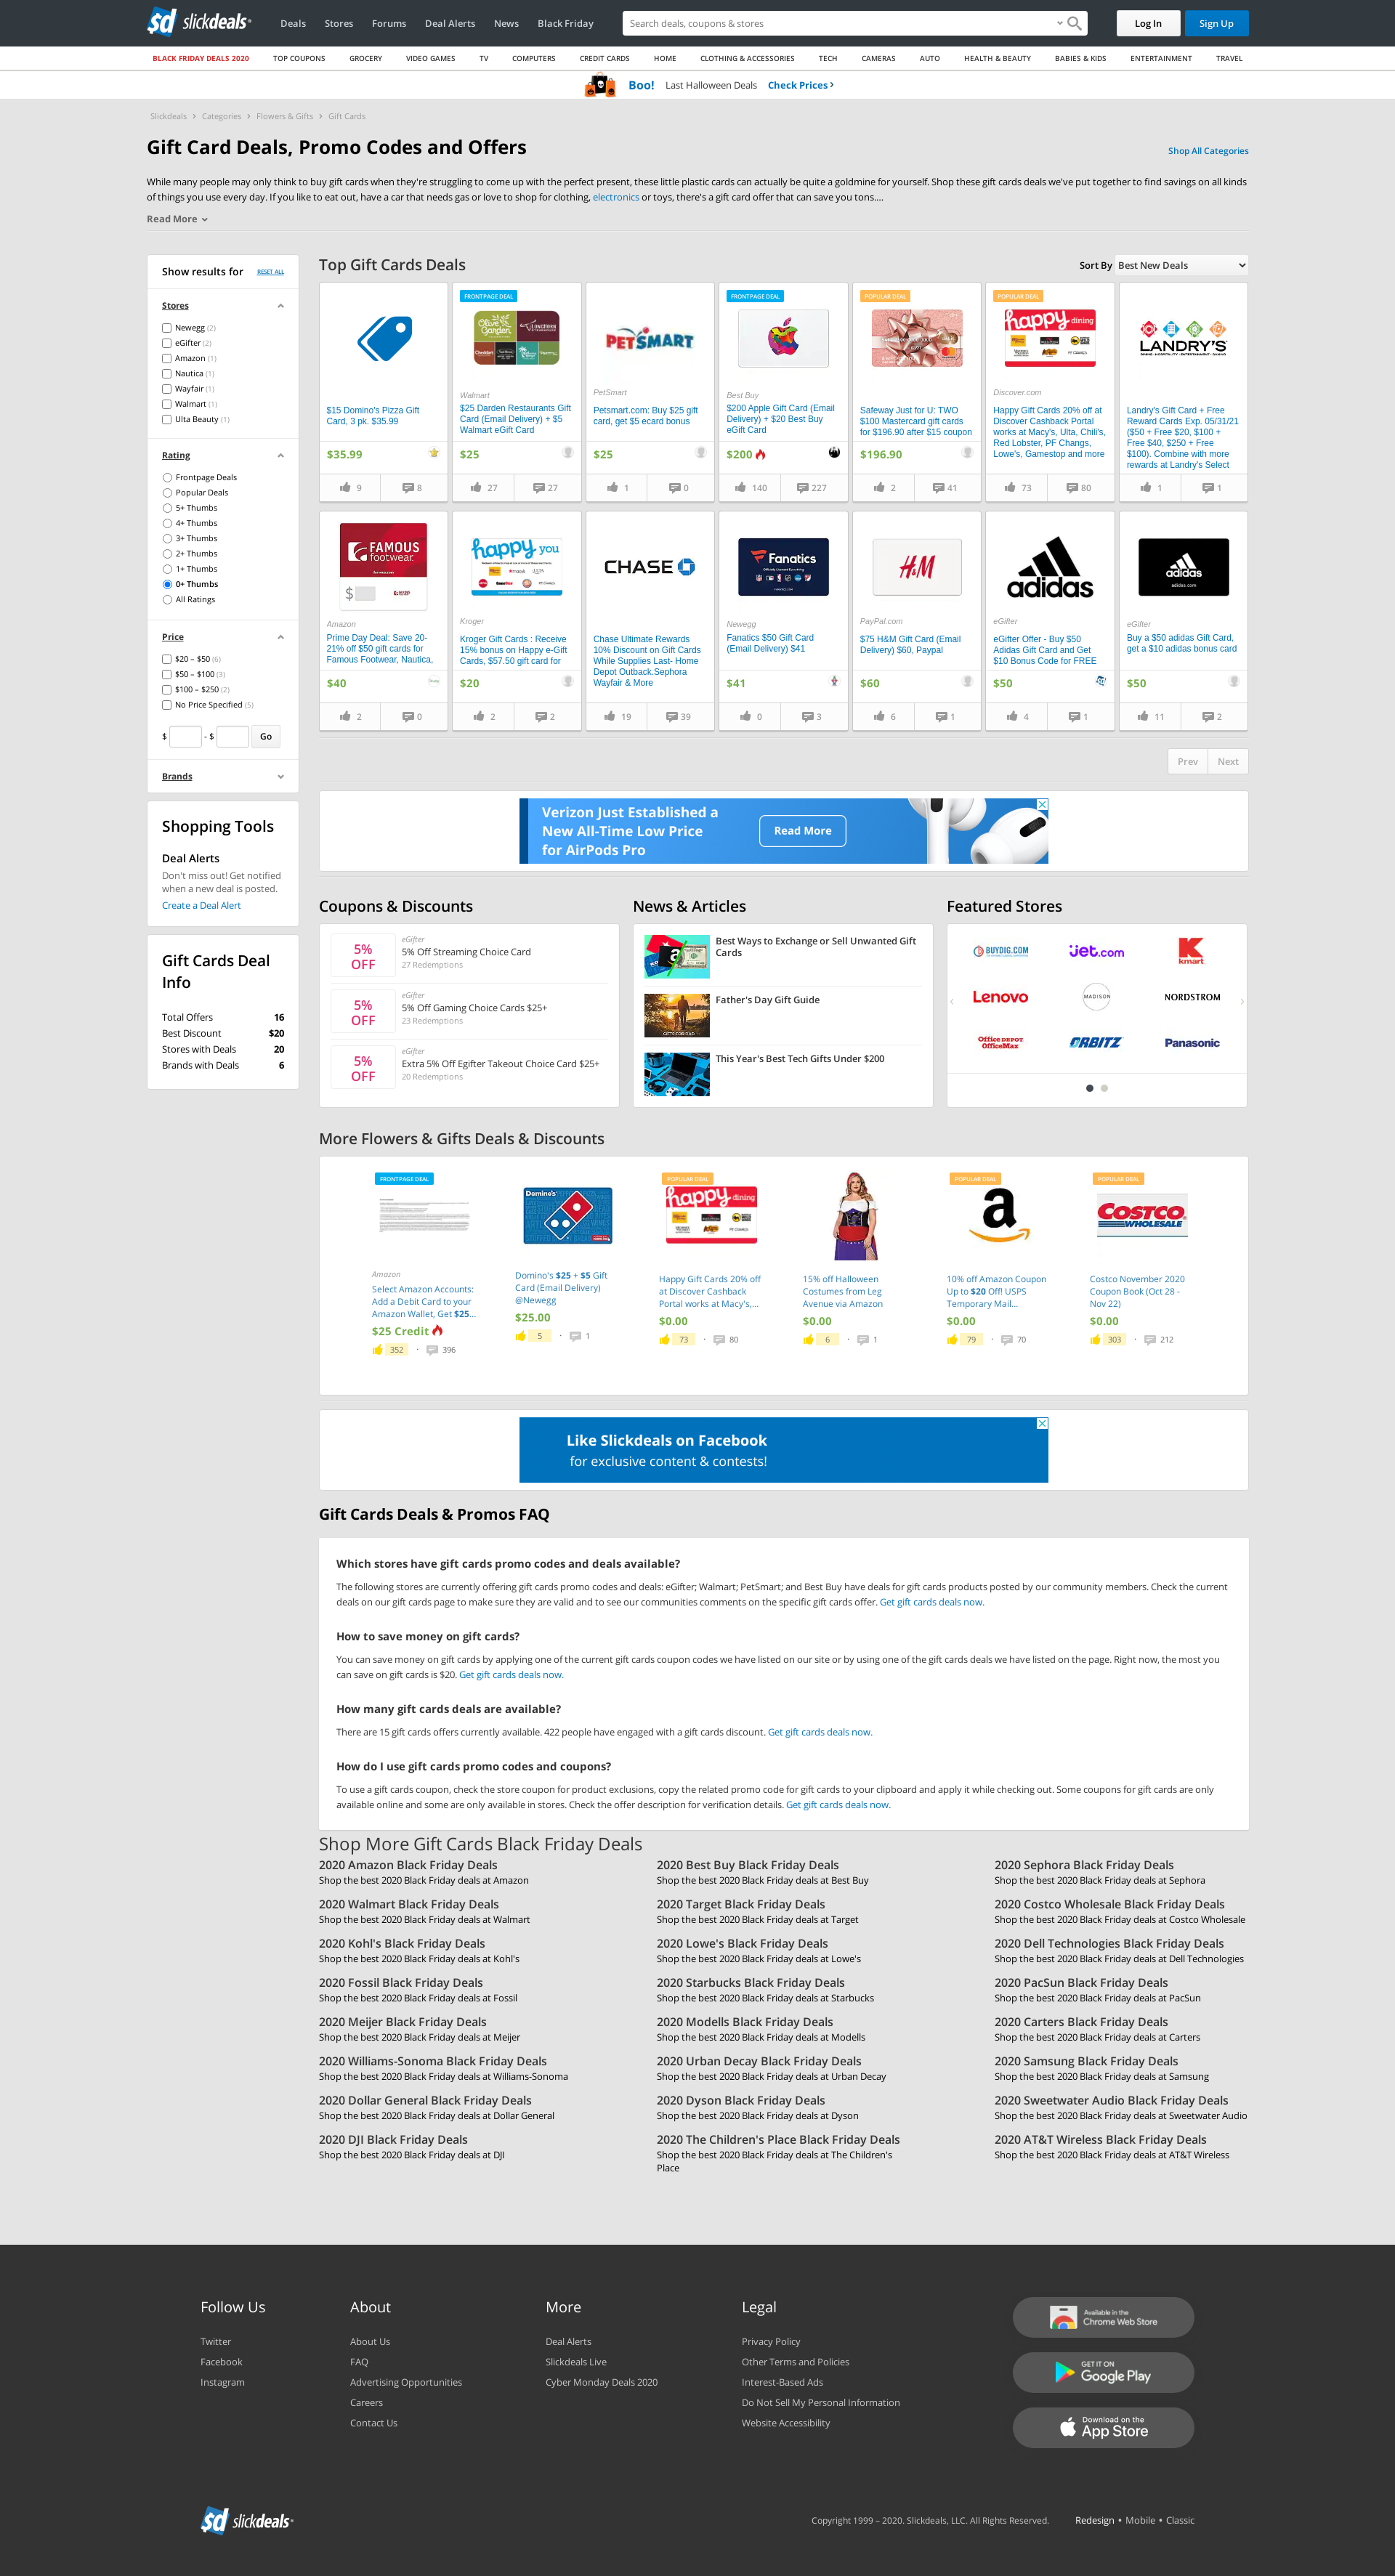 sd slickdeals
Deals Stores Forums Deal Alerts News Black Friday
Search deals, coupons & stores
Log In
Sign Up
BLACK FRIDAY DEALS 2020 TOP COUPONS GROCERY VIDEO GAMES TV COMPUTERS CREDIT CARDS HOME CLOTHING & ACCESSORIES TECH CAMERAS AUTO HEALTH & BEAUTY BABIES & KIDS ENTERTAINMENT TRAVEL
Boo! Last Halloween Deals Check Prices
Slickdeals Categories Flowers & Gifts Gift Cards
Gift Card Deals, Promo Codes and Offers
Shop All Categories
While many people may only think to buy gift cards when they're struggling to come up with the perfect present, these little plastic cards can actually be quite a goldmine for yourself. Shop these gift cards deals we've put together to find savings on all kinds
of things you use every day. If you like to eat out, have a car that needs gas or love to shop for clothing, electronics or toys, there's a gift card offer that can save you tons....
Read More
Show results for RESET ALL
Stores
Newegg (2)
eGifter (2)
Amazon (1)
Nautica (1)
Wayfair (1)
Walmart (1)
Ulta Beauty (1)
Rating
Frontpage Deals
Popular Deals
5+ Thumbs
4+ Thumbs
3+ Thumbs
2+ Thumbs
1+ Thumbs
0+ Thumbs
All Ratings
Price
$20 – $50 (6)
$50 – $100 (3)
$100 – $250 (2)
No Price Specified (5)
$ - $ Go
Brands
Shopping Tools
Deal Alerts
Don't miss out! Get notified
when a new deal is posted.
Create a Deal Alert
Gift Cards Deal
Info
Total Offers 16
Best Discount $20
Stores with Deals 20
Brands with Deals 6
Top Gift Cards Deals
Sort By Best New Deals
$15 Domino's Pizza Gift
Card, 3 pk. $35.99
$35.99
9 8
FRONTPAGE DEAL
Olive Garden LONGHORN
Walmart
$25 Darden Restaurants Gift
Card (Email Delivery) + $5
Walmart eGift Card
$25
27 27
PETSMART
PetSmart
Petsmart.com: Buy $25 gift
card, get $5 ecard bonus
$25
1 0
FRONTPAGE DEAL
Best Buy
$200 Apple Gift Card (Email
Delivery) + $20 Best Buy
eGift Card
$200
140 227
POPULAR DEAL
Safeway Just for U: TWO
$100 Mastercard gift cards
for $196.90 after $15 coupon
$196.90
2 41
POPULAR DEAL
happy dining
Discover.com
Happy Gift Cards 20% off at
Discover Cashback Portal
works at Macy's, Ulta, Chili's,
Red Lobster, PF Changs,
Lowe's, Gamestop and more
73 80
LANDRY'S
Landry's Gift Card + Free
Reward Cards Exp. 05/31/21
($50 + Free $20, $100 +
Free $40, $250 + Free
$100). Combine with more
rewards at Landry's Select
1 1
FAMOUS
footwear
$
Amazon
Prime Day Deal: Save 20-
21% off $50 gift cards for
Famous Footwear, Nautica,
$40
2 0
happy you
Kroger
Kroger Gift Cards : Receive
15% bonus on Happy e-Gift
Cards, $57.50 gift card for
$20
2 2
CHASE
Chase Ultimate Rewards
10% Discount on Gift Cards
While Supplies Last- Home
Depot Outback.Sephora
Wayfair & More
19 39
Fanatics
Newegg
Fanatics $50 Gift Card
(Email Delivery) $41
$41
0 3
H&M
PayPal.com
$75 H&M Gift Card (Email
Delivery) $60, Paypal
$60
6 1
adidas
eGifter
eGifter Offer - Buy $50
Adidas Gift Card and Get
$10 Bonus Code for FREE
$50
4 1
adidas
adidas.com
eGifter
Buy a $50 adidas Gift Card,
get a $10 adidas bonus card
$50
11 2
Prev Next
Verizon Just Established a
New All-Time Low Price
for AirPods Pro
Read More
Coupons & Discounts
5%
OFF
eGifter
5% Off Streaming Choice Card
27 Redemptions
5%
OFF
eGifter
5% Off Gaming Choice Cards $25+
23 Redemptions
5%
OFF
eGifter
Extra 5% Off Egifter Takeout Choice Card $25+
20 Redemptions
News & Articles
Best Ways to Exchange or Sell Unwanted Gift
Cards
GIFTS FOR DAD
Father's Day Gift Guide
This Year's Best Tech Gifts Under $200
Featured Stores
BUYDIG.COM Jet.com kmart
Lenovo MADISON NORDSTROM
Office DEPOT
OfficeMax
ORBITZ Panasonic
More Flowers & Gifts Deals & Discounts
FRONTPAGE DEAL
Amazon
Select Amazon Accounts:
Add a Debit Card to your
Amazon Wallet, Get $25...
$25 Credit
352 · 396
Domino's
Domino's $25 + $5 Gift
Card (Email Delivery)
@Newegg
$25.00
5 · 1
POPULAR DEAL
happy dining
Happy Gift Cards 20% off
at Discover Cashback
Portal works at Macy's,...
$0.00
73 · 80
15% off Halloween
Costumes from Leg
Avenue via Amazon
$0.00
6 · 1
POPULAR DEAL
a
10% off Amazon Coupon
Up to $20 Off! USPS
Temporary Mail...
$0.00
79 · 70
POPULAR DEAL
COSTCO
WHOLESALE
Costco November 2020
Coupon Book (Oct 28 -
Nov 22)
$0.00
303 · 212
Like Slickdeals on Facebook
for exclusive content & contests!
Gift Cards Deals & Promos FAQ
Which stores have gift cards promo codes and deals available?
The following stores are currently offering gift cards promo codes and deals: eGifter; Walmart; PetSmart; and Best Buy have deals for gift cards products posted by our community members. Check the current
deals on our gift cards page to make sure they are valid and to see our communities comments on the specific gift cards offer. Get gift cards deals now.
How to save money on gift cards?
You can save money on gift cards by applying one of the current gift cards coupon codes we have listed on our site or by using one of the gift cards deals we have listed on the page. Right now, the most you
can save on gift cards is $20. Get gift cards deals now.
How many gift cards deals are available?
There are 15 gift cards offers currently available. 422 people have engaged with a gift cards discount. Get gift cards deals now.
How do I use gift cards promo codes and coupons?
To use a gift cards coupon, check the store coupon for product exclusions, copy the related promo code for gift cards to your clipboard and apply it while checking out. Some coupons for gift cards are only
available online and some are only available in stores. Check the offer description for verification details. Get gift cards deals now.
Shop More Gift Cards Black Friday Deals
2020 Amazon Black Friday Deals
Shop the best 2020 Black Friday deals at Amazon
2020 Best Buy Black Friday Deals
Shop the best 2020 Black Friday deals at Best Buy
2020 Sephora Black Friday Deals
Shop the best 2020 Black Friday deals at Sephora
2020 Walmart Black Friday Deals
Shop the best 2020 Black Friday deals at Walmart
2020 Target Black Friday Deals
Shop the best 2020 Black Friday deals at Target
2020 Costco Wholesale Black Friday Deals
Shop the best 2020 Black Friday deals at Costco Wholesale
2020 Kohl's Black Friday Deals
Shop the best 2020 Black Friday deals at Kohl's
2020 Lowe's Black Friday Deals
Shop the best 2020 Black Friday deals at Lowe's
2020 Dell Technologies Black Friday Deals
Shop the best 2020 Black Friday deals at Dell Technologies
2020 Fossil Black Friday Deals
Shop the best 2020 Black Friday deals at Fossil
2020 Starbucks Black Friday Deals
Shop the best 2020 Black Friday deals at Starbucks
2020 PacSun Black Friday Deals
Shop the best 2020 Black Friday deals at PacSun
2020 Meijer Black Friday Deals
Shop the best 2020 Black Friday deals at Meijer
2020 Modells Black Friday Deals
Shop the best 2020 Black Friday deals at Modells
2020 Carters Black Friday Deals
Shop the best 2020 Black Friday deals at Carters
2020 Williams-Sonoma Black Friday Deals
Shop the best 2020 Black Friday deals at Williams-Sonoma
2020 Urban Decay Black Friday Deals
Shop the best 2020 Black Friday deals at Urban Decay
2020 Samsung Black Friday Deals
Shop the best 2020 Black Friday deals at Samsung
2020 Dollar General Black Friday Deals
Shop the best 2020 Black Friday deals at Dollar General
2020 Dyson Black Friday Deals
Shop the best 2020 Black Friday deals at Dyson
2020 Sweetwater Audio Black Friday Deals
Shop the best 2020 Black Friday deals at Sweetwater Audio
2020 DJI Black Friday Deals
Shop the best 2020 Black Friday deals at DJI
2020 The Children's Place Black Friday Deals
Shop the best 2020 Black Friday deals at The Children's
Place
2020 AT&T Wireless Black Friday Deals
Shop the best 2020 Black Friday deals at AT&T Wireless
Follow Us
Twitter
Facebook
Instagram
About
About Us
FAQ
Advertising Opportunities
Careers
Contact Us
More
Deal Alerts
Slickdeals Live
Cyber Monday Deals 2020
Legal
Privacy Policy
Other Terms and Policies
Interest-Based Ads
Do Not Sell My Personal Information
Website Accessibility
Available in the
Chrome Web Store
GET IT ON
Google Play
Download on the
App Store
sd slickdeals
Copyright 1999 – 2020. Slickdeals, LLC. All Rights Reserved. Redesign • Mobile • Classic